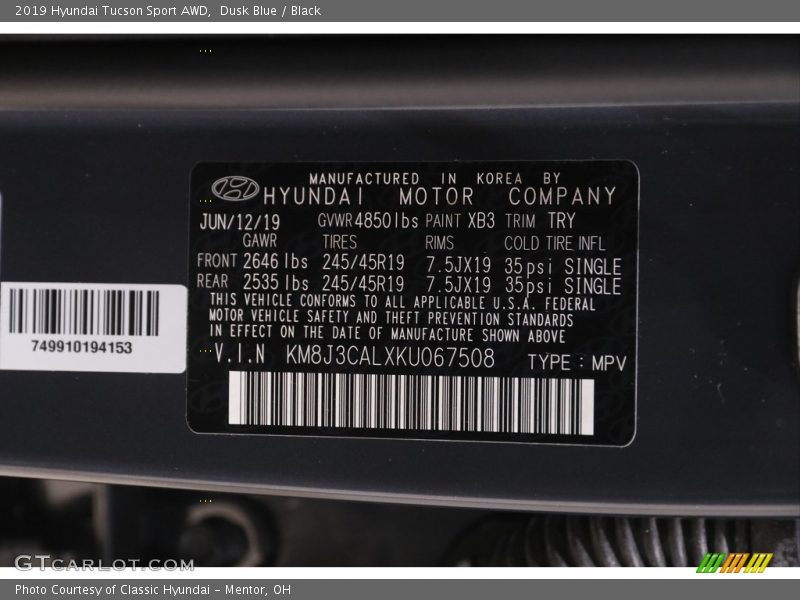 2019 Hyundai Tucson Sport AWD,  Dusk Blue / Black
MANUFACTURED IN KOREA BY
HYUNDAI MOTOR COMPANY
JUN/12/19 GVWR 4850lbs PAINT XB3 TRIM TRY
GAWR TIRES RIMS COLD TIRE INFL
FRONT 2646 lbs 245/45R19 7.5JX19 35psi SINGLE
REAR 2535 lbs 245/45R19 7.5JX19 35psi SINGLE
THIS VEHICLE CONFORMS TO ALL APPLICABLE U.S.A. FEDERAL
MOTOR VEHICLE SAFETY AND THEFT PREVENTION STANDARDS
IN EFFECT ON THE DATE OF MANUFACTURE SHOWN ABOVE
V.I.N KM8J3CALXKU067508 TYPE : MPV
749910194153
GTCARLOT.COM
Photo Courtesy of Classic Hyundai - Mentor, OH